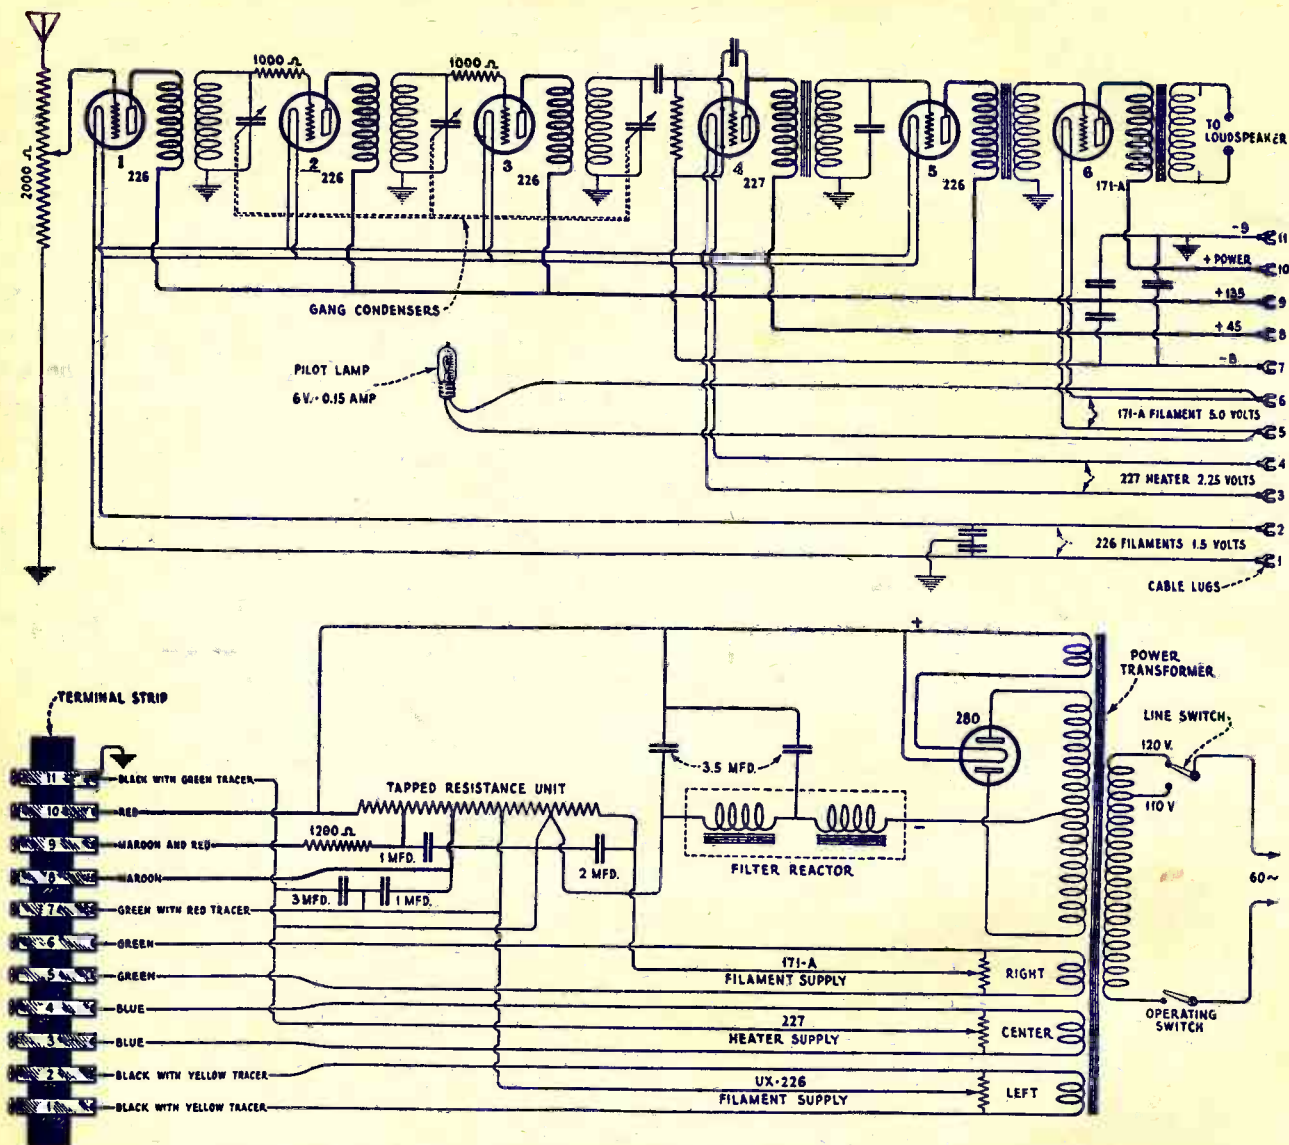 1000 Ω
1000 Ω
2000 Ω
1
226
2
226
3
226
4
227
5
226
6
171-A
TO
LOUDSPEAKER
-9
11
+ POWER
10
+135
9
+45
8
-B
7
6
171-A FILAMENT 5.0 VOLTS
5
4
227 HEATER 2.25 VOLTS
3
2
226 FILAMENTS 1.5 VOLTS
1
CABLE LUGS
GANG CONDENSERS
PILOT LAMP
6V. - 0.15 AMP
+
POWER
TRANSFORMER
LINE SWITCH
120 V.
110 V
60~
OPERATING
SWITCH
280
3.5 MFD.
FILTER REACTOR
-
TERMINAL STRIP
TAPPED RESISTANCE UNIT
1200 Ω
1 MFD.
2 MFD.
3 MFD.
1 MFD.
11 BLACK WITH GREEN TRACER
10 RED
9 MAROON AND RED
8 MAROON
7 GREEN WITH RED TRACER
6 GREEN
5 GREEN
4 BLUE
3 BLUE
2 BLACK WITH YELLOW TRACER
1 BLACK WITH YELLOW TRACER
171-A
FILAMENT SUPPLY
RIGHT
227
HEATER SUPPLY
CENTER
UX-226
FILAMENT SUPPLY
LEFT